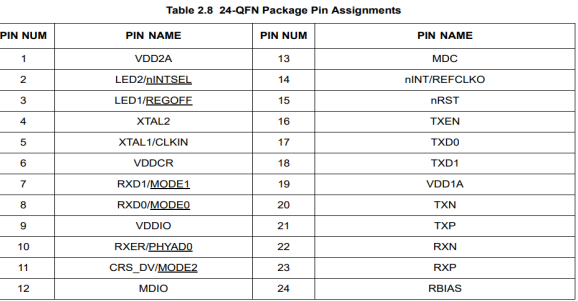 Table 2.8 24-QFN Package Pin Assignments
PIN NUM PIN NAME PIN NUM PIN NAME
1 VDD2A 13 MDC
2 LED2/nINTSEL 14 nINT/REFCLKO
3 LED1/REGOFF 15 nRST
4 XTAL2 16 TXEN
5 XTAL1/CLKIN 17 TXD0
6 VDDCR 18 TXD1
7 RXD1/MODE1 19 VDD1A
8 RXD0/MODE0 20 TXN
9 VDDIO 21 TXP
10 RXER/PHYAD0 22 RXN
11 CRS_DV/MODE2 23 RXP
12 MDIO 24 RBIAS